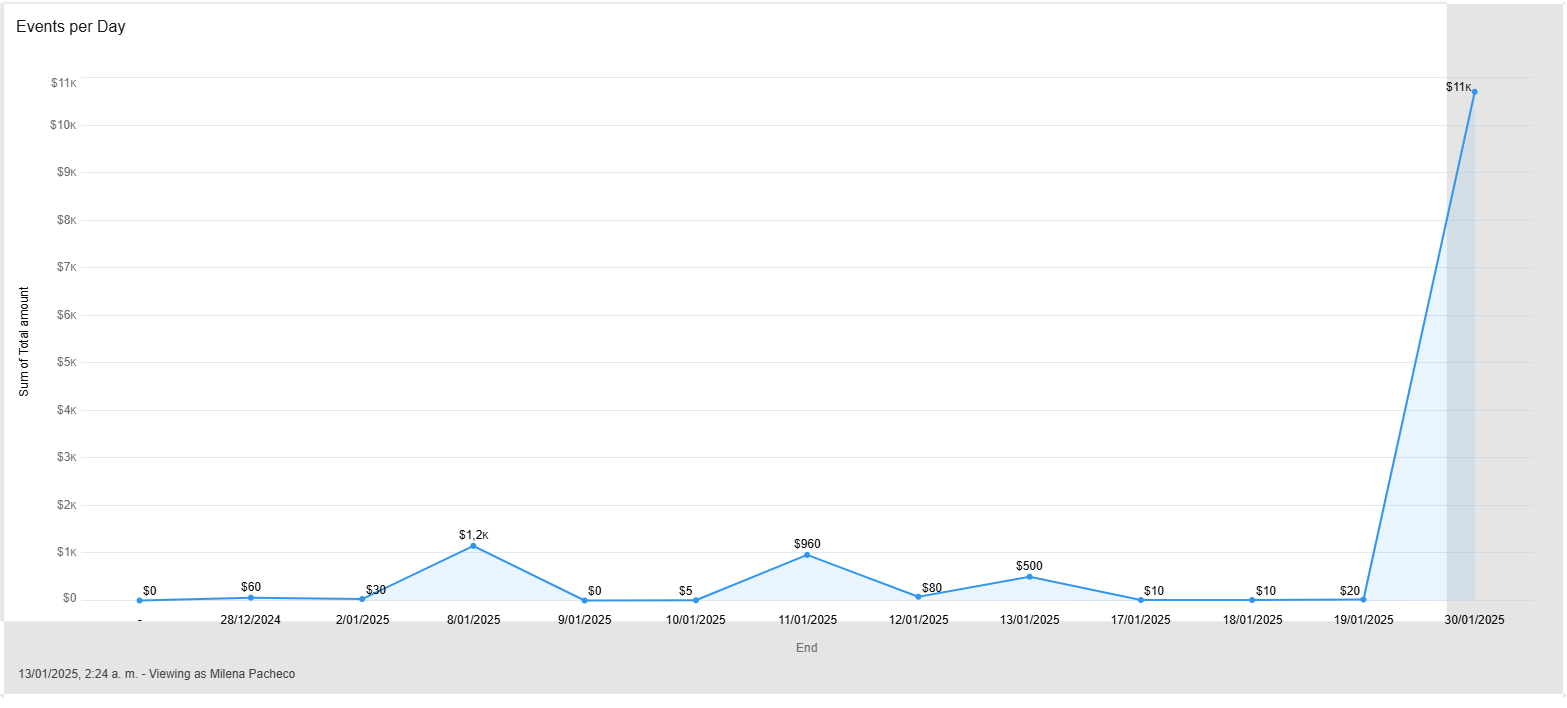 Events per Day
$11K
$10K
$9K
$8K
$7K
$6K
$5K
$4K
$3K
$2K
$1K
$0
Sum of Total amount
$0
$60
$30
$1,2K
$0
$5
$960
$80
$500
$10
$10
$20
$11K
-
28/12/2024
2/01/2025
8/01/2025
9/01/2025
10/01/2025
11/01/2025
12/01/2025
13/01/2025
17/01/2025
18/01/2025
19/01/2025
30/01/2025
End
13/01/2025, 2:24 a. m. - Viewing as Milena Pacheco